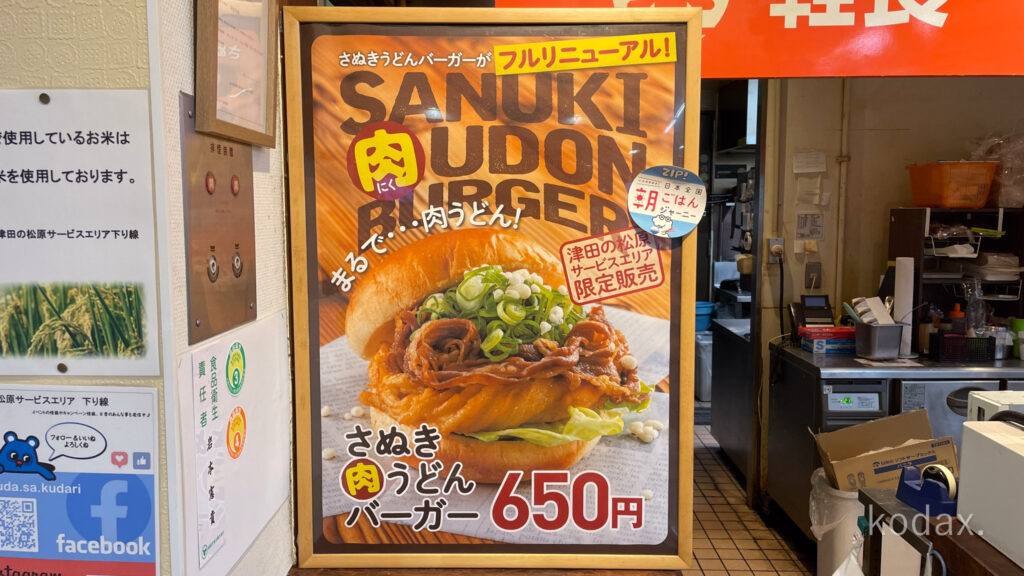 で使用しているお米は
米を使用しております。
津田の松原サービスエリア下り線
松原サービスエリア 下り線
フォロー&いいね
よろしくね
uda.sa.kudari
facebook
食品衛生
責任者
さぬきうどんバーガーが
フルリニューアル!
SANUKI
肉
にく
UDON
BURGER
まるで・・・肉うどん!
ZIP!
日本全国
朝ごはん
ジャーニー
津田の松原
サービスエリア
限定販売
さぬき
肉うどん
バーガー
650円
軽食
kodax.